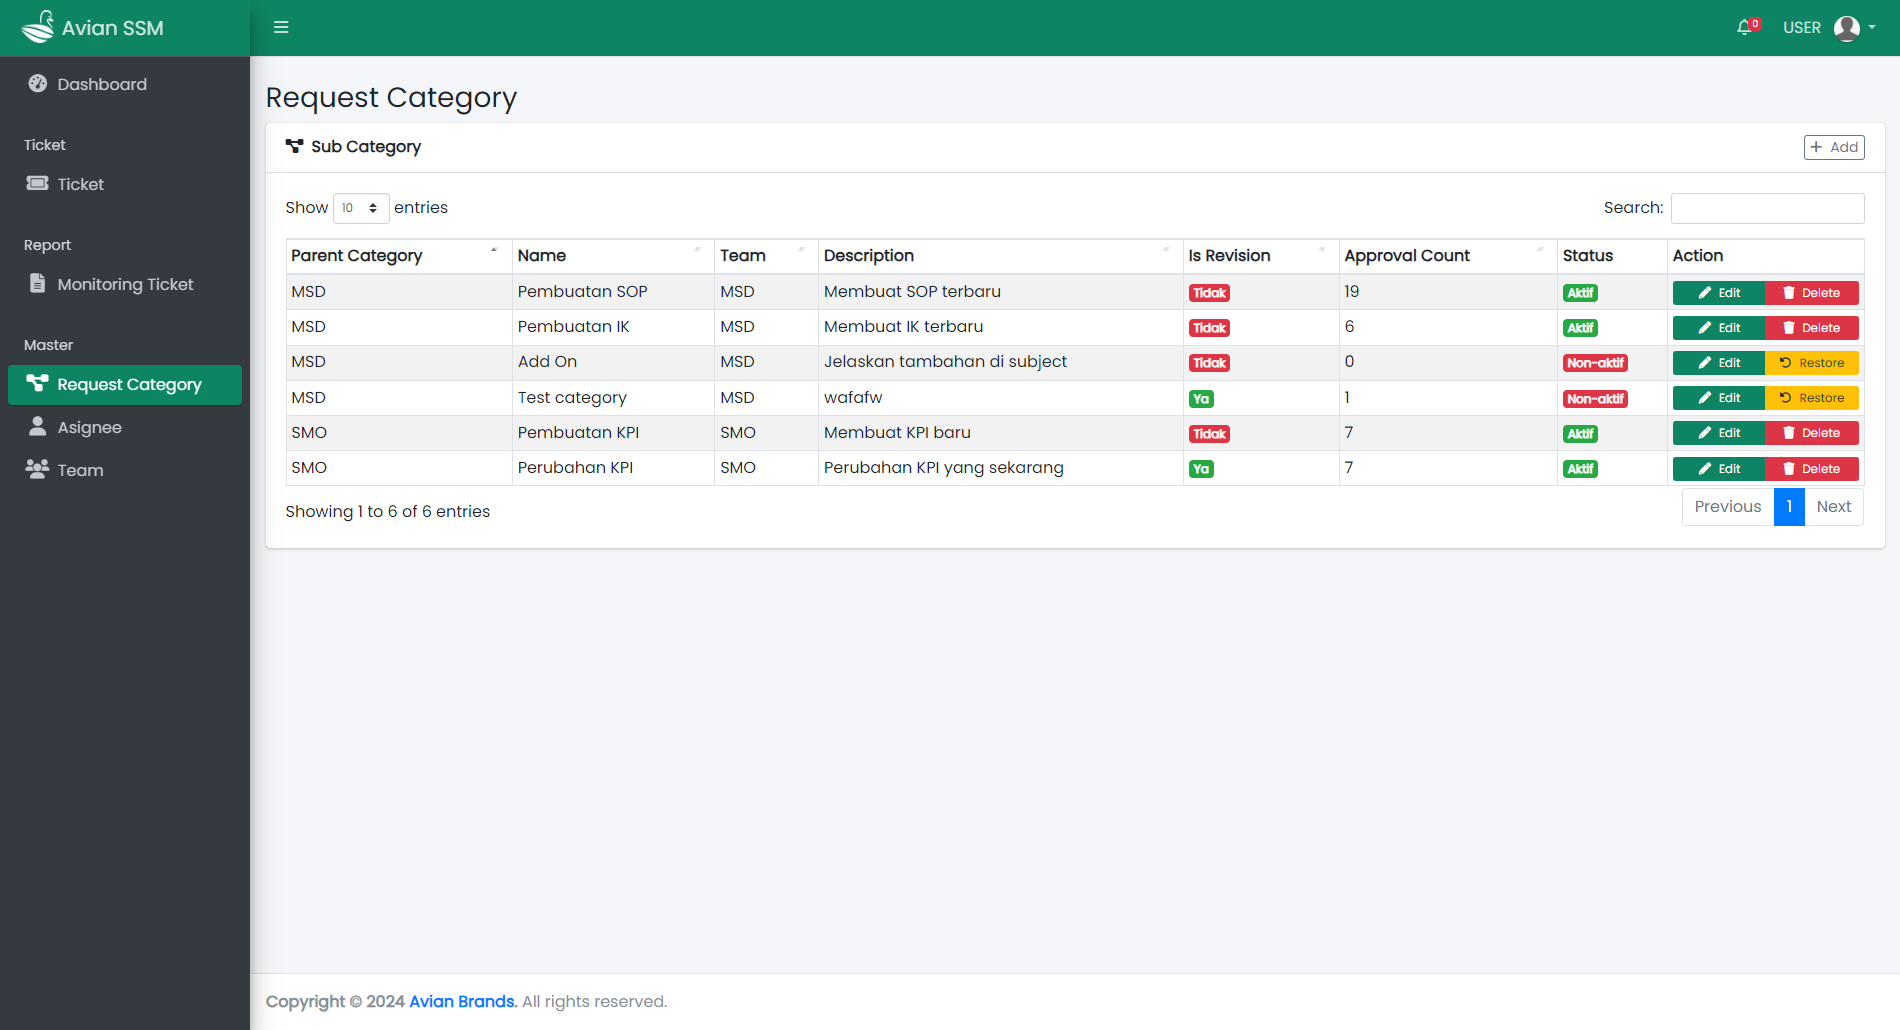 Avian SSM
0
USER
Dashboard
Ticket
Ticket
Report
Monitoring Ticket
Master
Request Category
Asignee
Team
Request Category
Sub Category
Add
Show 10 entries
Search:
Parent Category Name Team Description Is Revision Approval Count Status Action
MSD Pembuatan SOP MSD Membuat SOP terbaru Tidak 19 Aktif Edit Delete
MSD Pembuatan IK MSD Membuat IK terbaru Tidak 6 Aktif Edit Delete
MSD Add On MSD Jelaskan tambahan di subject Tidak 0 Non-aktif Edit Restore
MSD Test category MSD wafafw Ya 1 Non-aktif Edit Restore
SMO Pembuatan KPI SMO Membuat KPI baru Tidak 7 Aktif Edit Delete
SMO Perubahan KPI SMO Perubahan KPI yang sekarang Ya 7 Aktif Edit Delete
Showing 1 to 6 of 6 entries
Previous 1 Next
Copyright © 2024 Avian Brands. All rights reserved.